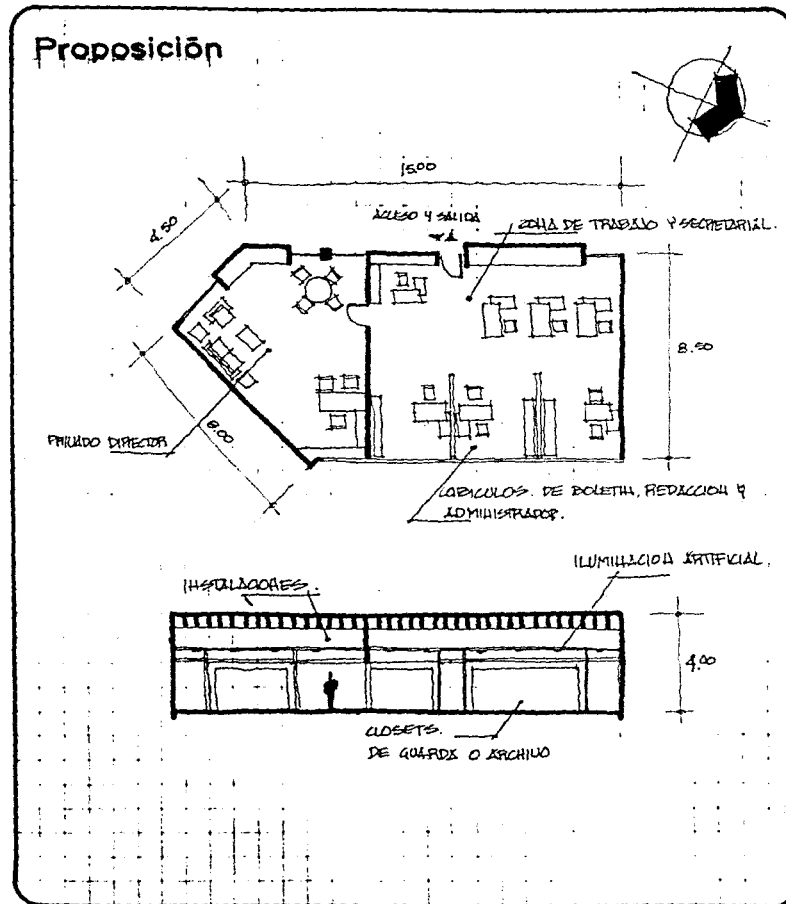 Proposición
15.00
4.50
ACCESO Y SALIDA
ZONA DE TRABAJO Y SECRETARIAL.
8.50
8.00
PRIVADO DIRECTOR
CUBICULOS. DE BOLETIN, REDACCION Y
ADMINISTRADOR.
ILUMINACION ARTIFICIAL.
INSTALACIONES.
4.00
CLOSETS.
DE GUARDA O ARCHIVO